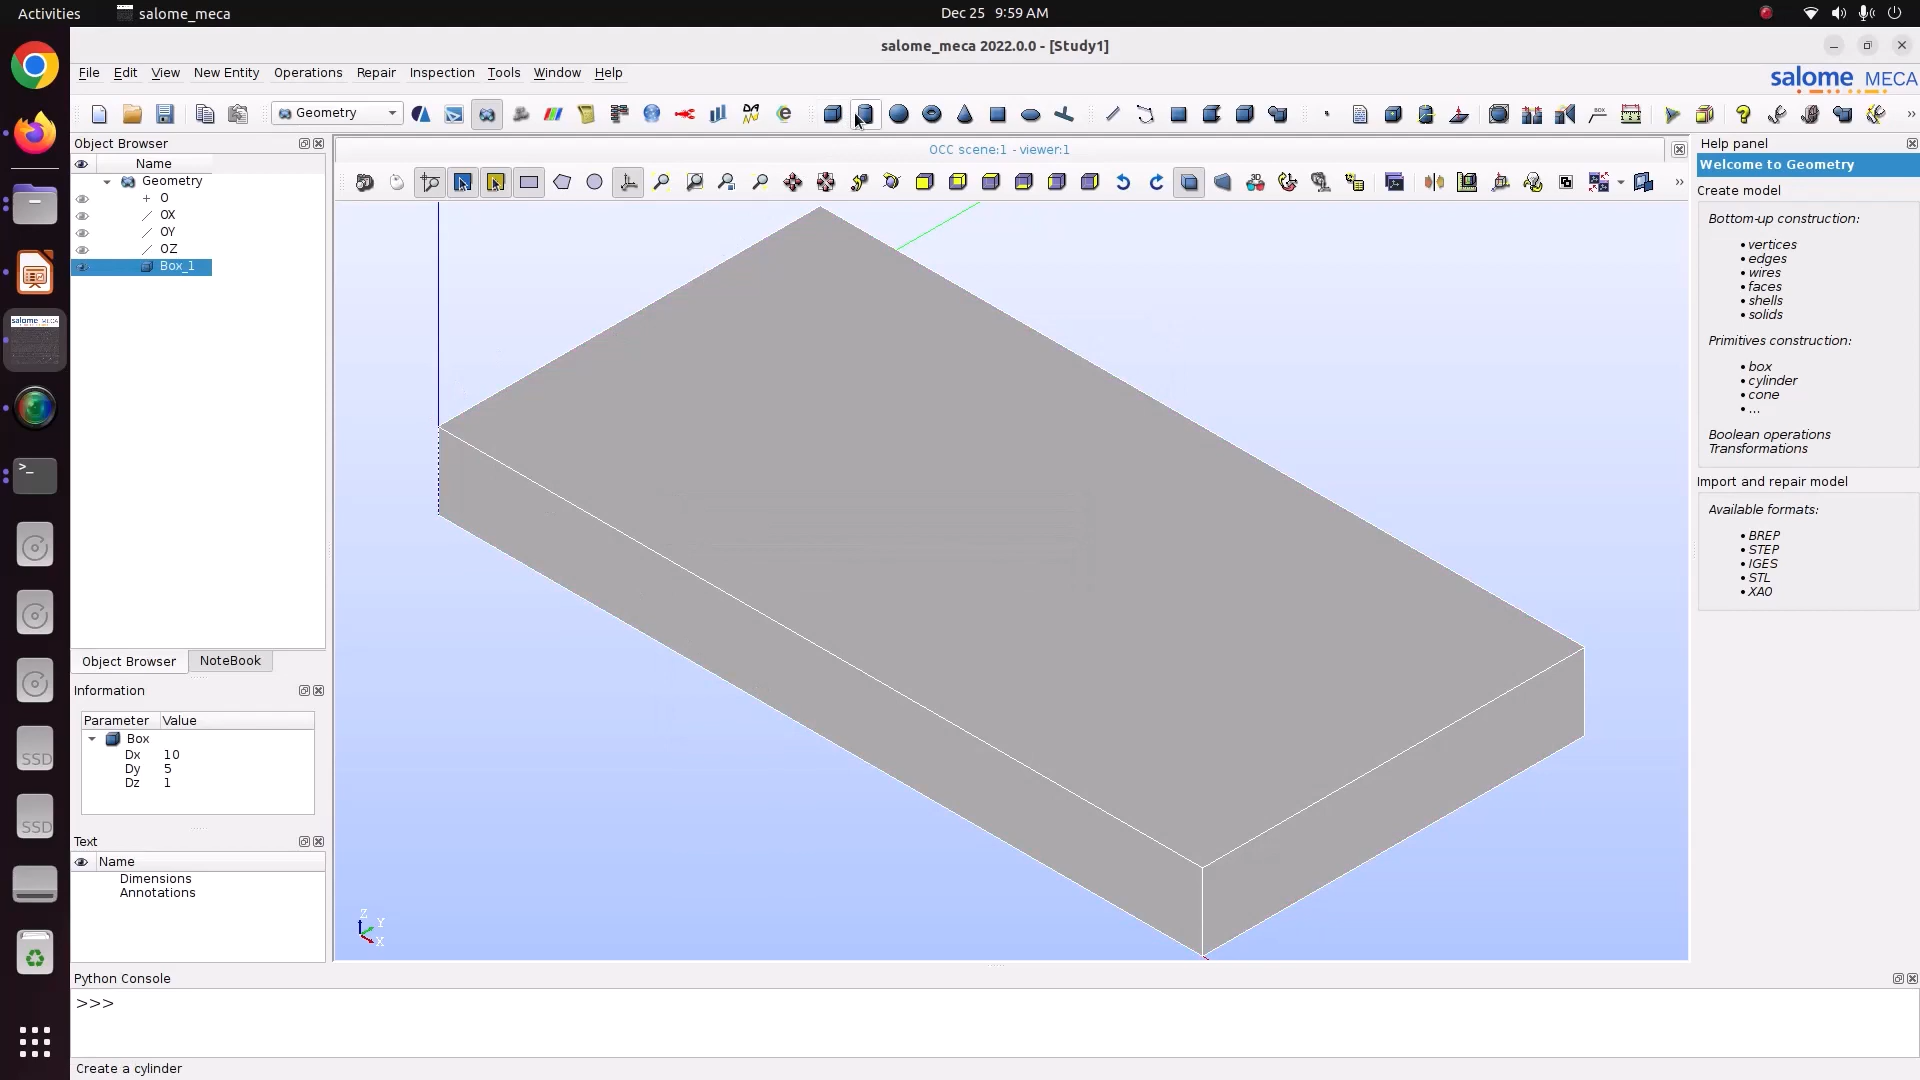 Activities
salome_meca
Dec 25 9:59 AM
salome_meca 2022.0.0 - [Study1]
File Edit View New Entity Operations Repair Inspection Tools Window Help
salome MECA
Geometry
Object Browser
Name
Geometry
O
OX
OY
OZ
Box_1
Object Browser
NoteBook
Information
Parameter Value
Box
Dx 10
Dy 5
Dz 1
Text
Name
Dimensions
Annotations
OCC scene:1 - viewer:1
Z
Y
X
Help panel
Welcome to Geometry
Create model
Bottom-up construction:
• vertices
• edges
• wires
• faces
• shells
• solids
Primitives construction:
• box
• cylinder
• cone
• ...
Boolean operations
Transformations
Import and repair model
Available formats:
• BREP
• STEP
• IGES
• STL
• XAO
Python Console
>>>
Create a cylinder
SSD
SSD